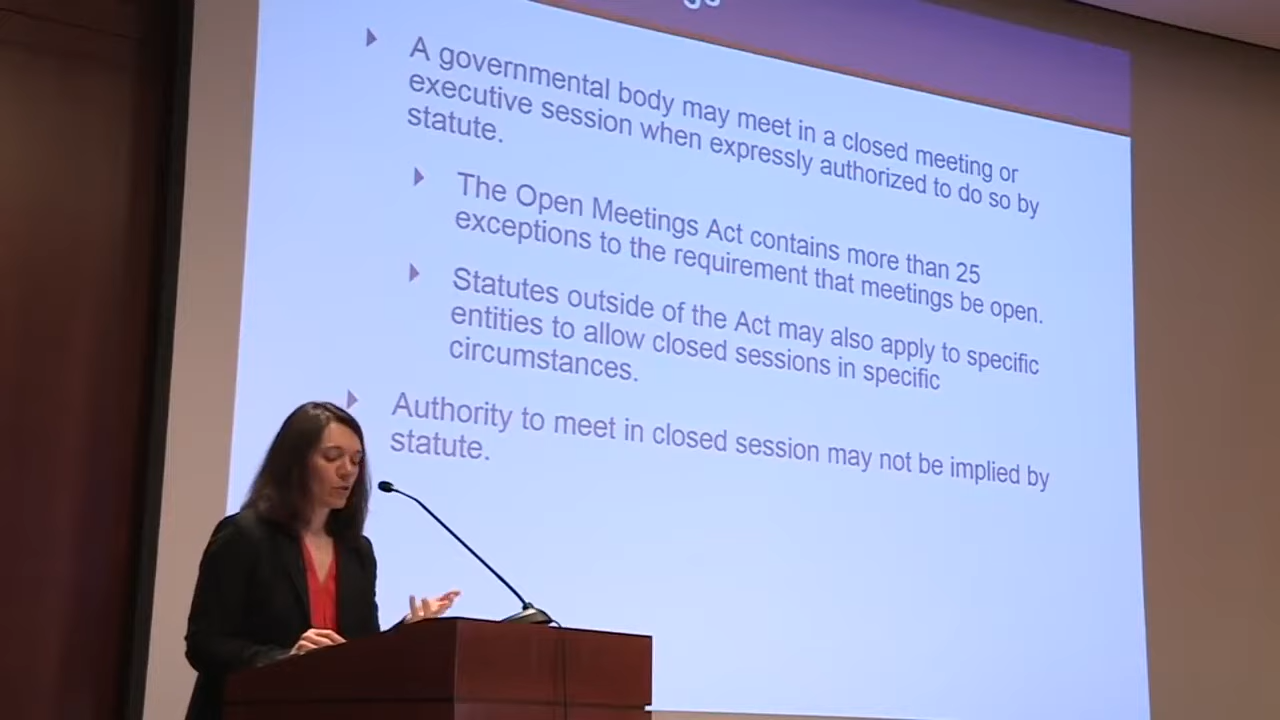 A governmental body may meet in a closed meeting or
executive session when expressly authorized to do so by
statute.
The Open Meetings Act contains more than 25
exceptions to the requirement that meetings be open.
Statutes outside of the Act may also apply to specific
entities to allow closed sessions in specific
circumstances.
Authority to meet in closed session may not be implied by
statute.